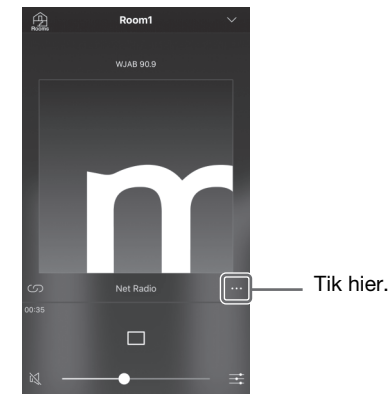 Rooms
Room1
WJAB 90.9
m
Net Radio
Tik hier.
00:35